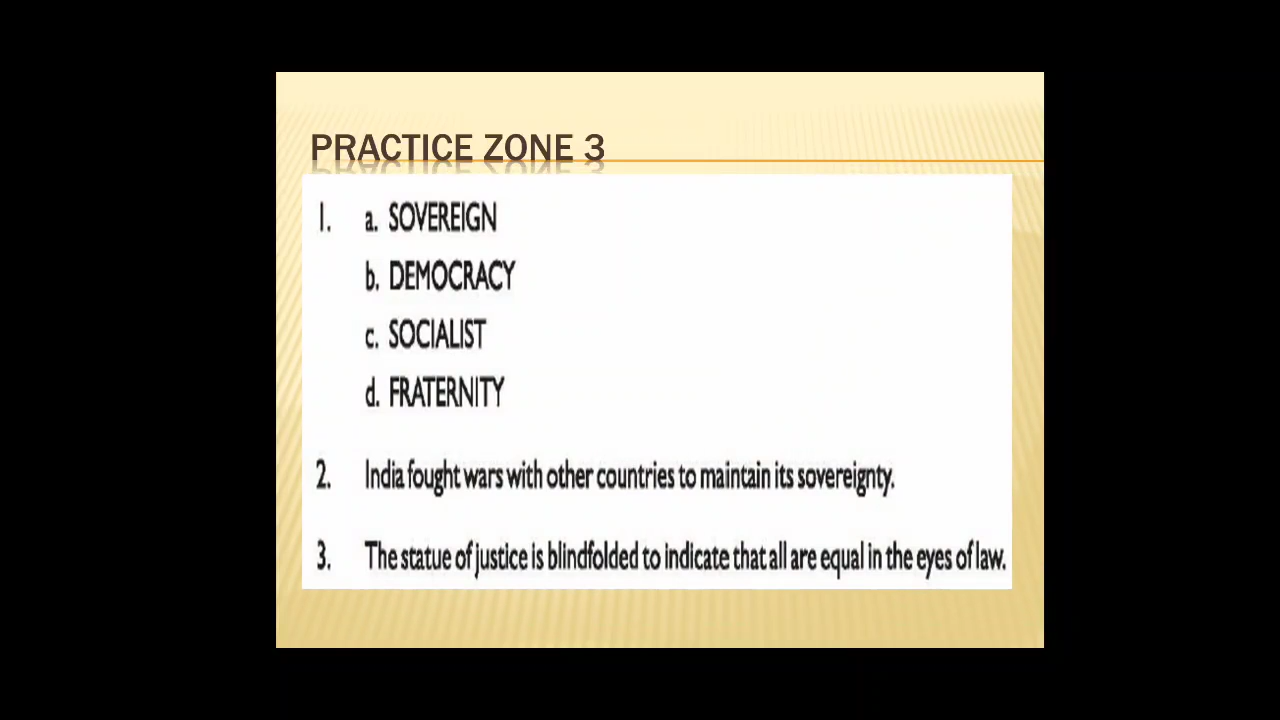 PRACTICE ZONE 3
1. a. SOVEREIGN
b. DEMOCRACY
c. SOCIALIST
d. FRATERNITY
2. India fought wars with other countries to maintain its sovereignty.
3. The statue of justice is blindfolded to indicate that all are equal in the eyes of law.